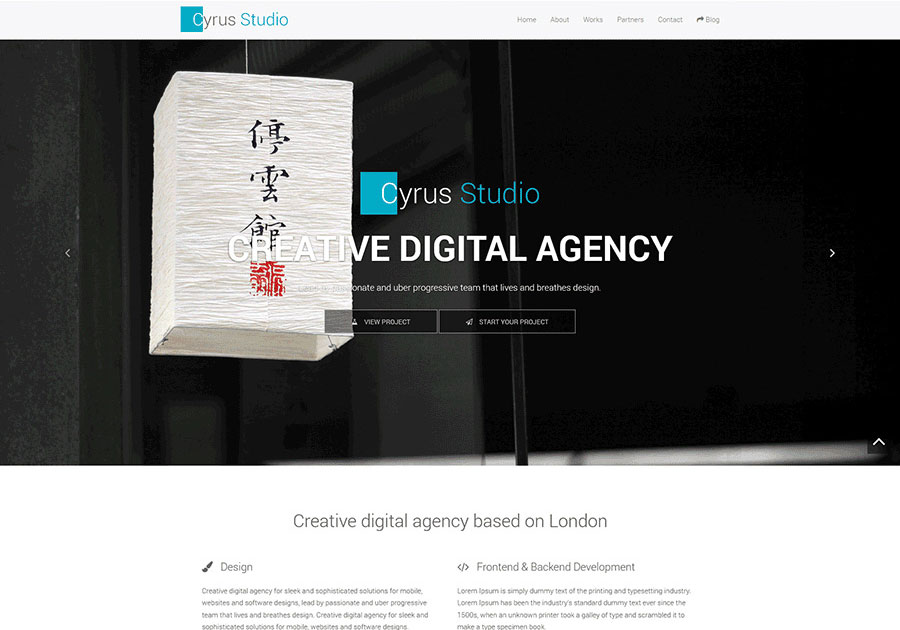 Cyrus Studio
Home About Works Partners Contact Blog
停
雲
館
Cyrus Studio
CREATIVE DIGITAL AGENCY
passionate and uber progressive team that lives and breathes design.
VIEW PROJECT
START YOUR PROJECT
Creative digital agency based on London
Design
Creative digital agency for sleek and sophisticated solutions for mobile,
websites and software designs, lead by passionate and uber progressive
team that lives and breathes design. Creative digital agency for sleek and
sophisticated solutions for mobile, websites and software designs.
Frontend & Backend Development
Lorem Ipsum is simply dummy text of the printing and typesetting industry.
Lorem Ipsum has been the industry's standard dummy text ever since the
1500s, when an unknown printer took a galley of type and scrambled it to
make a type specimen book.